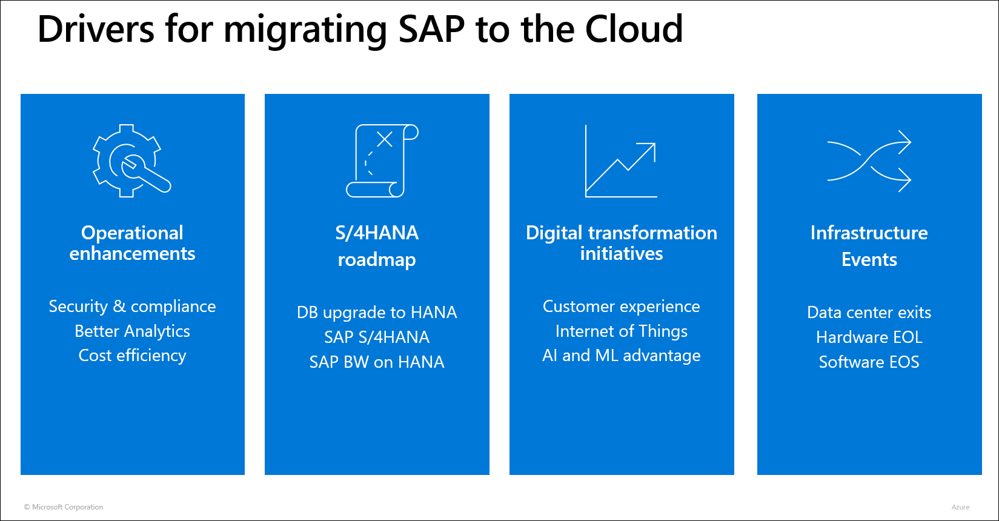 Drivers for migrating SAP to the Cloud
Operational
enhancements
Security & compliance
Better Analytics
Cost efficiency
S/4HANA
roadmap
DB upgrade to HANA
SAP S/4HANA
SAP BW on HANA
Digital transformation
initiatives
Customer experience
Internet of Things
AI and ML advantage
Infrastructure
Events
Data center exits
Hardware EOL
Software EOS
© Microsoft Corporation
Azure